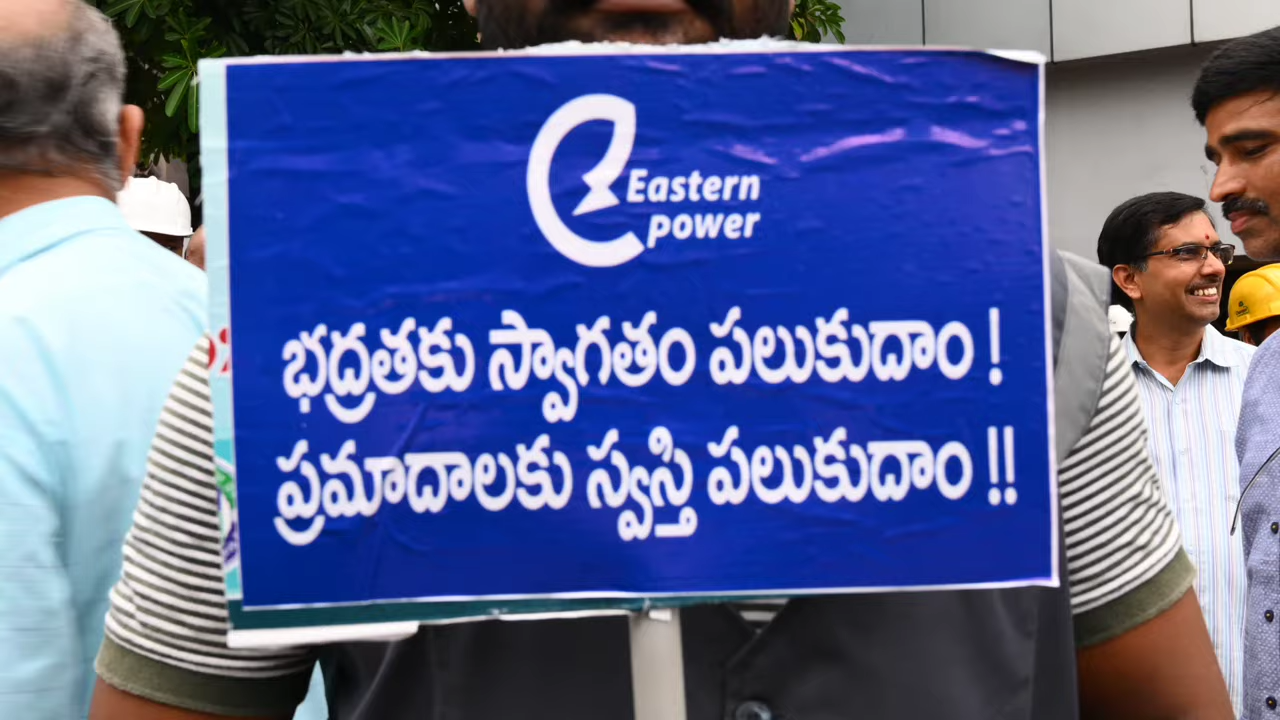 Eastern
power
భద్రతకు స్వాగతం పలుకుదాం !
ప్రమాదాలకు స్వస్తి పలుకుదాం !!